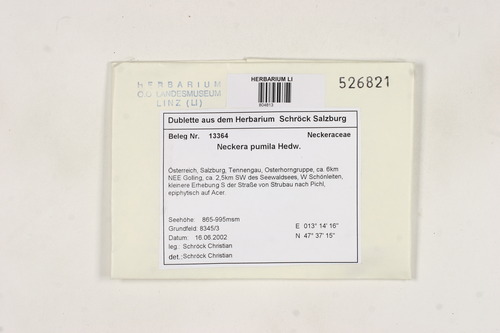 HERBARIUM
O.Ö. LANDESMUSEUM
LINZ (LI)
HERBARIUM LI
604813
526821
Dublette aus dem Herbarium Schröck Salzburg
Beleg Nr. 13364 Neckeraceae
Neckera pumila Hedw.
Österreich, Salzburg, Tennengau, Osterhorngruppe, ca. 6km
NEE Golling, ca. 2,5km SW des Seewaldsees, W Schönleiten,
kleinere Erhebung S der Straße von Strubau nach Pichl,
epiphytisch auf Acer
Seehöhe: 865-995msm
Grundfeld: 8345/3
Datum: 16.06.2002
leg.: Schröck Christian
det.: Schröck Christian
E 013° 14' 16"
N 47° 37' 15"